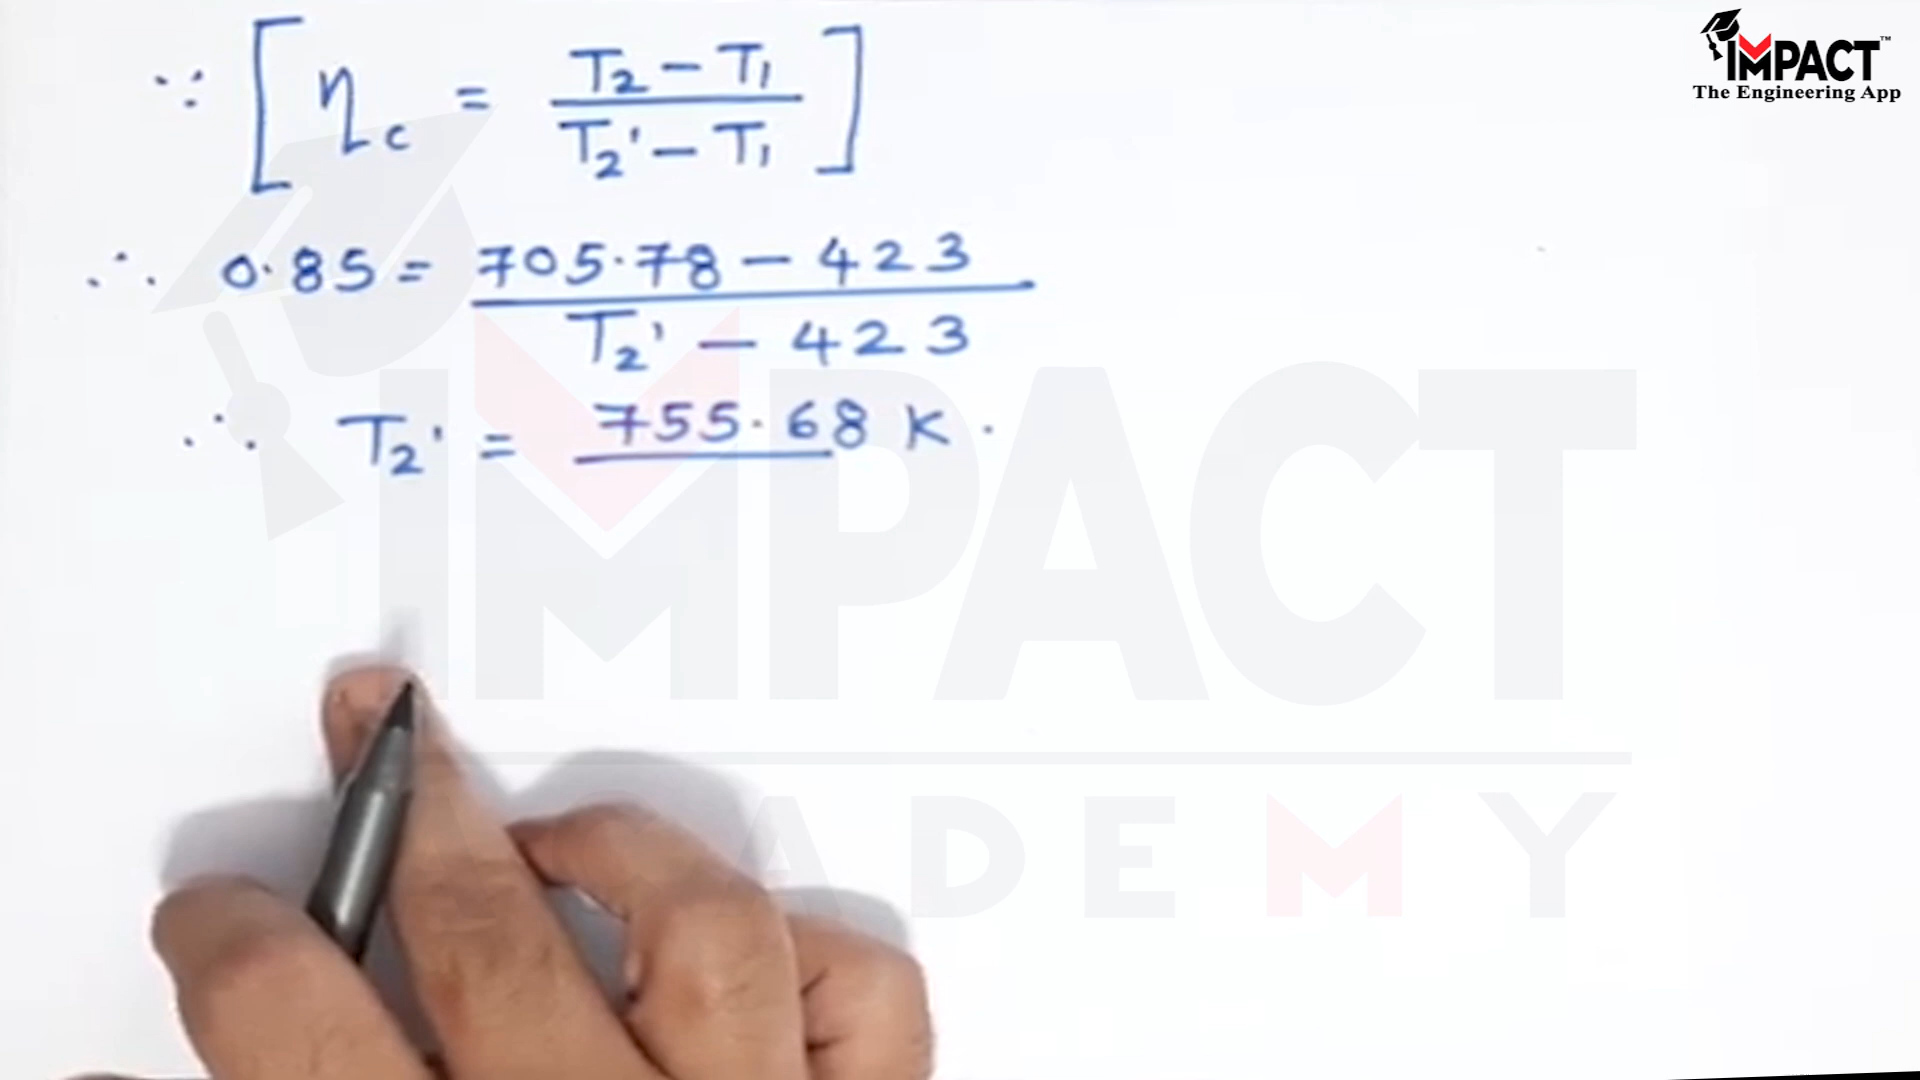 IMPACT™
The Engineering App
∵ [ η_c = (T₂ − T₁) / (T₂' − T₁) ]
∴ 0.85 = (705.78 − 423) / (T₂' − 423)
∴ T₂' = 755.68 K.
IMPACT
ACADEMY